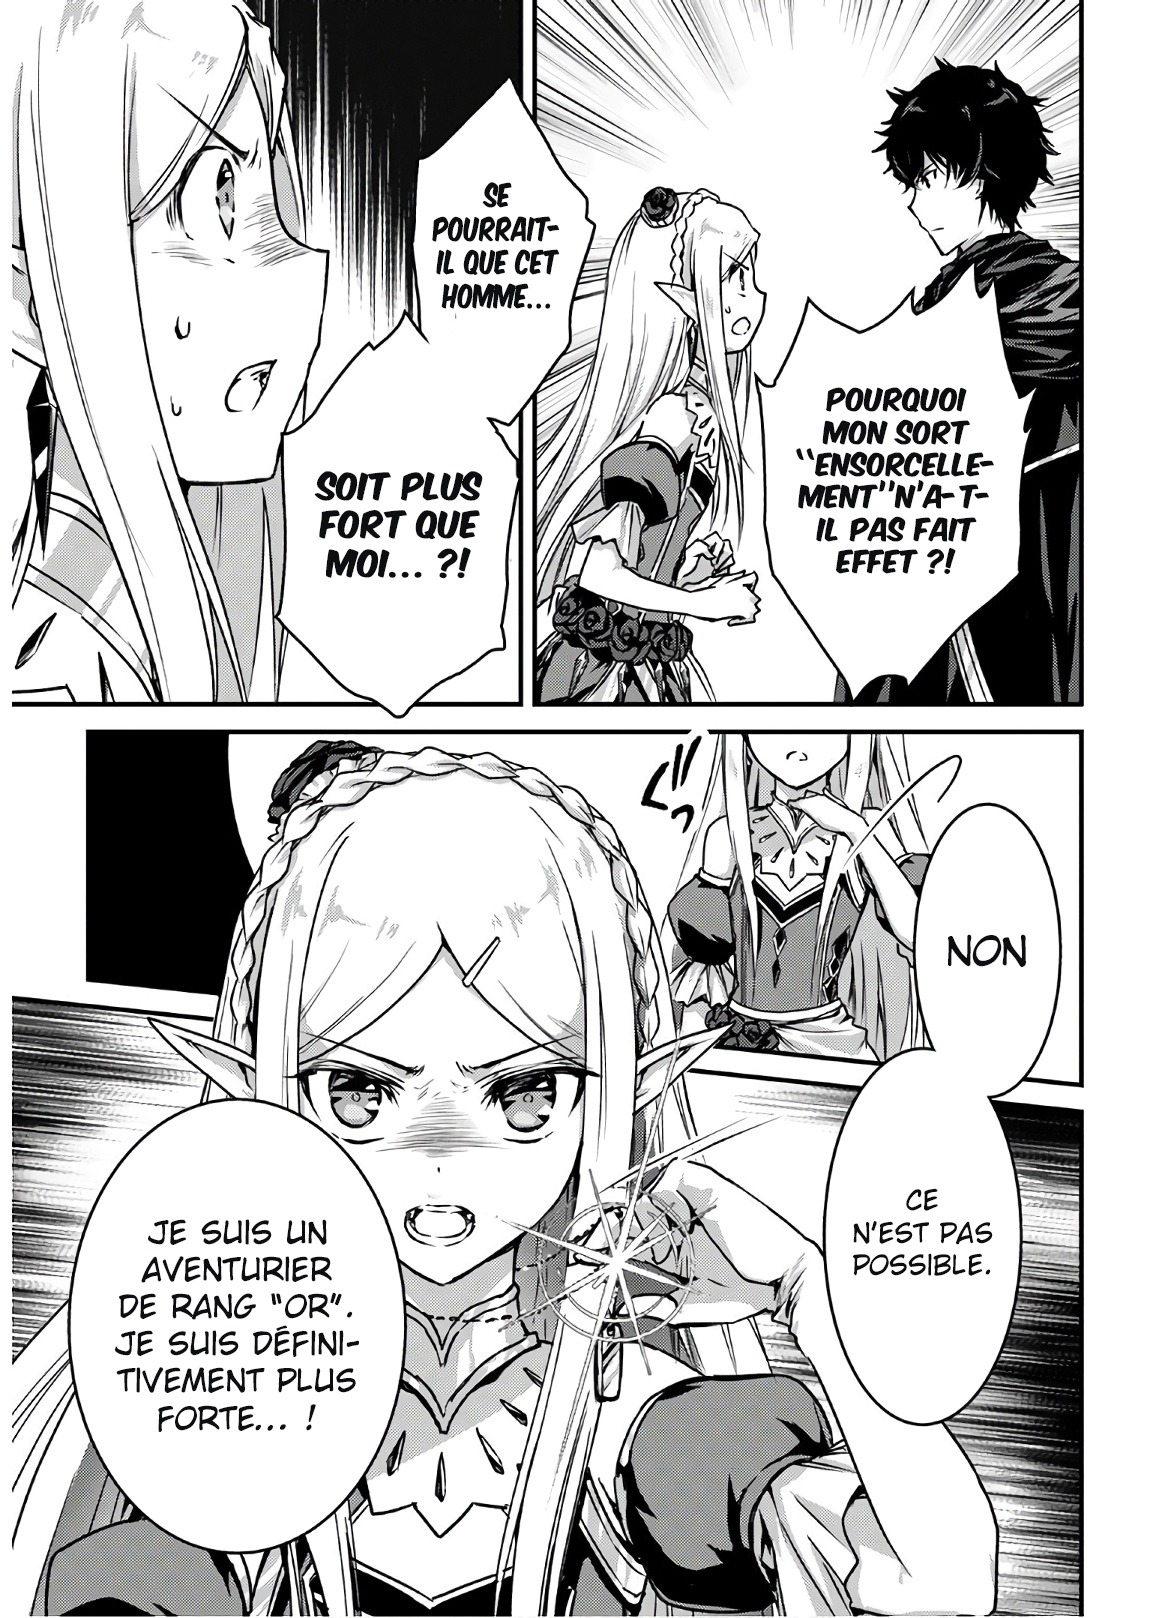 POURQUOI
MON SORT
"ENSORCELLE-
MENT"N'A-T-
IL PAS FAIT
EFFET ?!
SE
POURRAIT-
IL QUE CET
HOMME...
SOIT PLUS
FORT QUE
MOI... ?!
NON
CE
N'EST PAS
POSSIBLE.
JE SUIS UN
AVENTURIER
DE RANG "OR".
JE SUIS DÉFINI-
TIVEMENT PLUS
FORTE... !